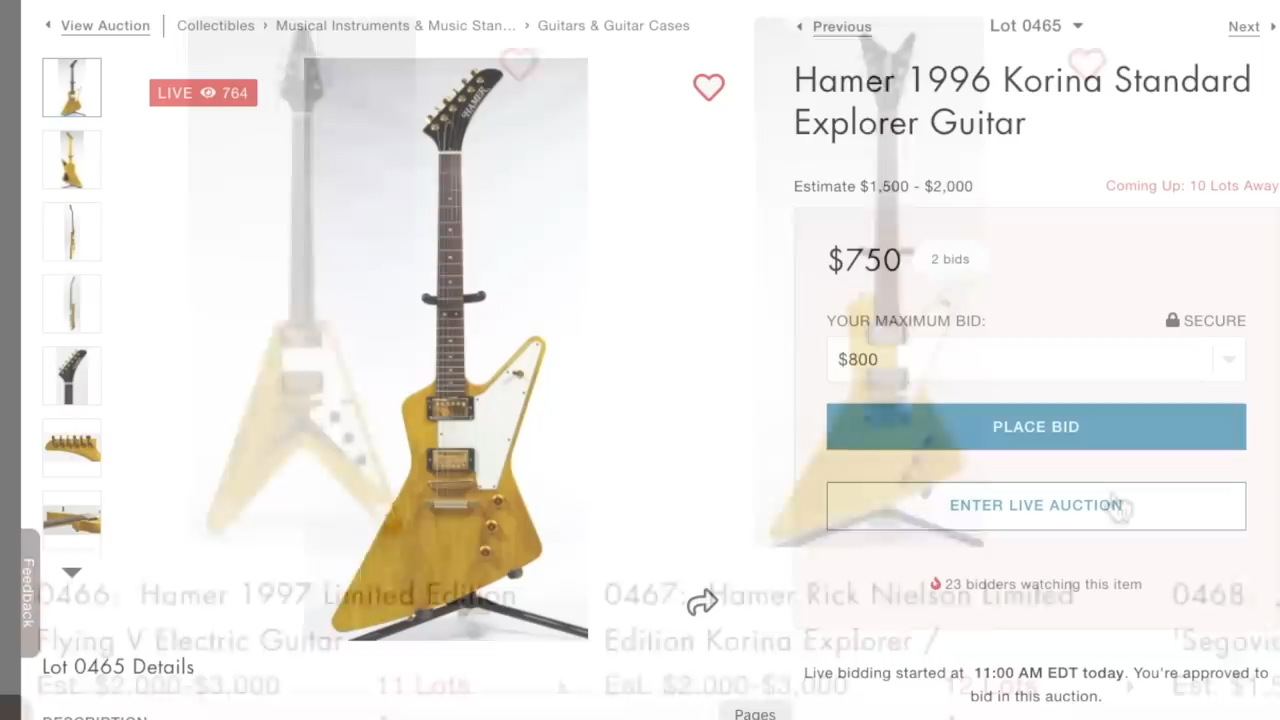 View Auction
Collectibles › Musical Instruments & Music Stan... › Guitars & Guitar Cases
Previous
Lot 0465
Next
LIVE 764
HAMER
Hamer 1996 Korina Standard
Explorer Guitar
Estimate $1,500 - $2,000
Coming Up: 10 Lots Away
$750
2 bids
YOUR MAXIMUM BID:
SECURE
$800
PLACE BID
ENTER LIVE AUCTION
23 bidders watching this item
Feedback
0466: Hamer 1997 Limited Edition
Flying V Electric Guitar
Est. $2,000-$3,000
11 Lots
0467: Hamer Rick Nielson Limited
Edition Korina Explorer /
Est. $2,000-$3,000
12 Lots
0468:
Lot 0465 Details
Live bidding started at 11:00 AM EDT today. You're approved to
bid in this auction.
DESCRIPTION
Pages